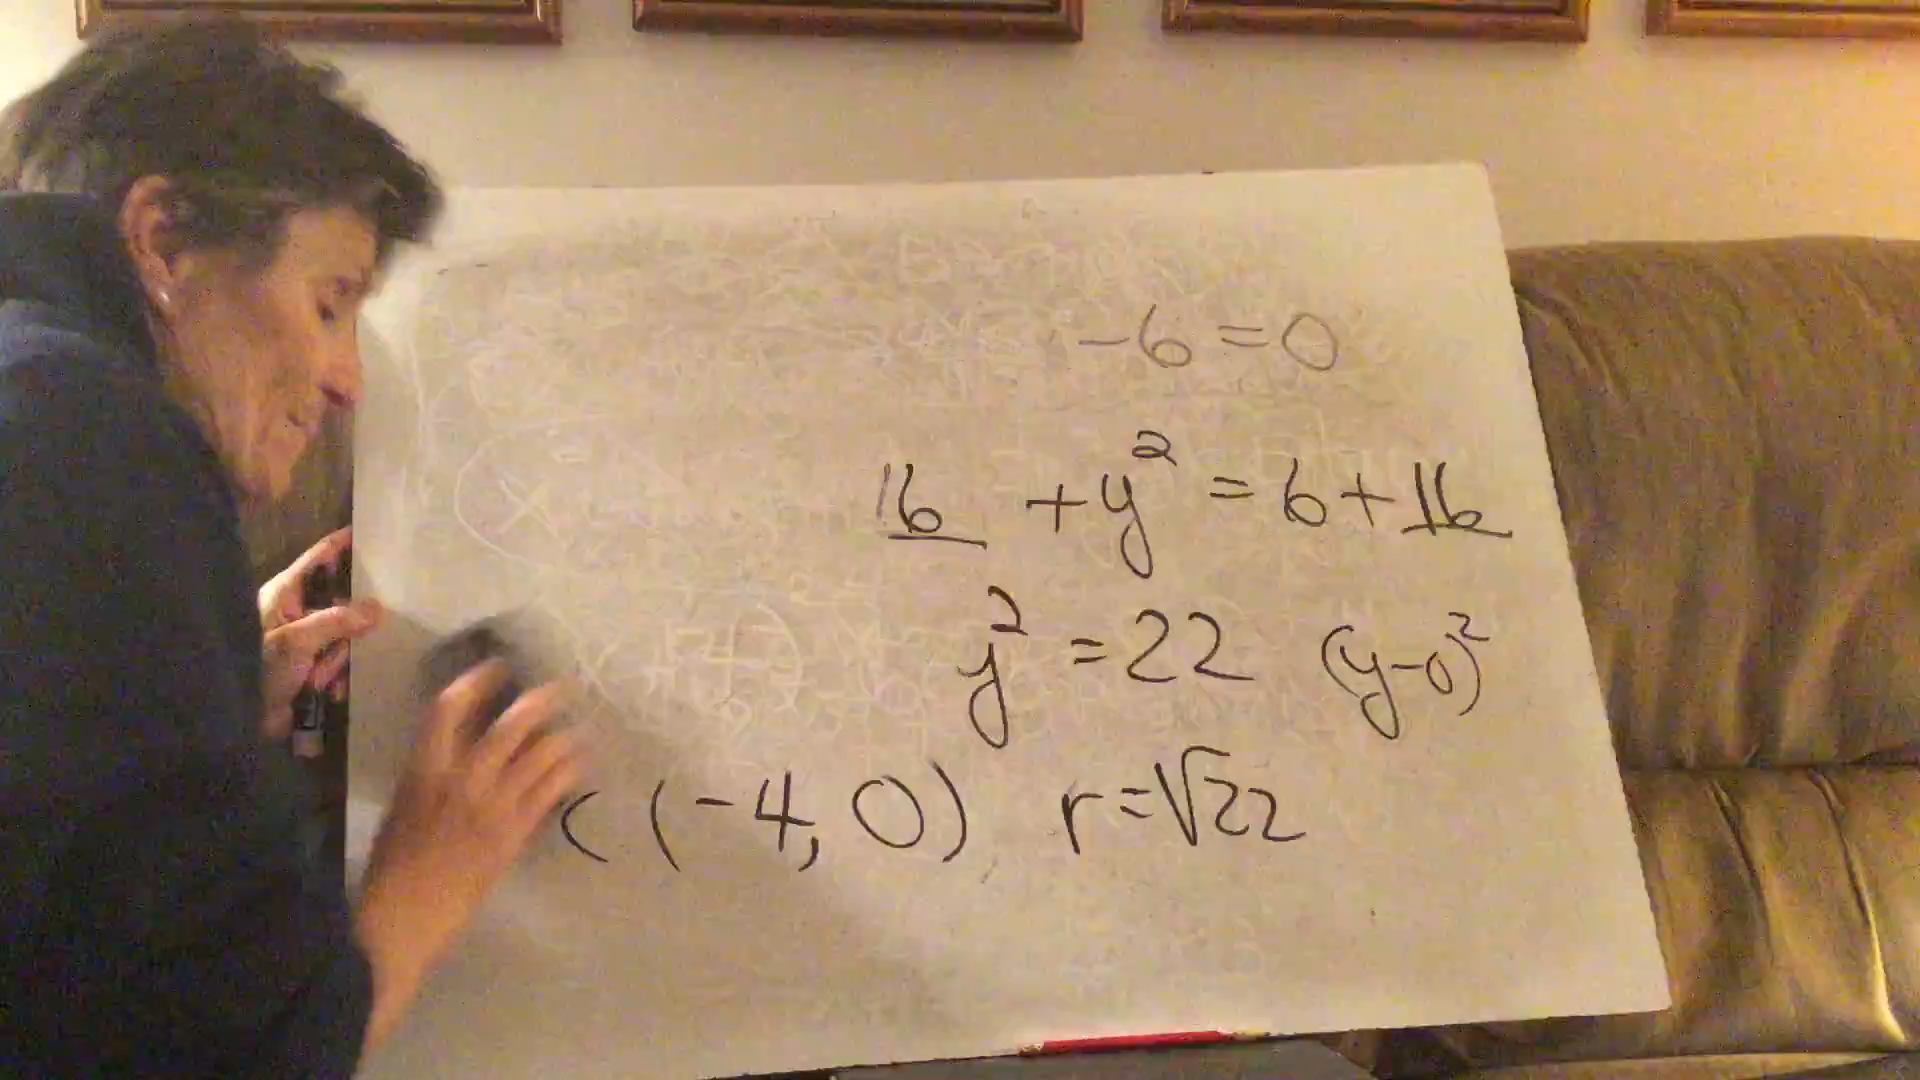 -6=0
16 +y² = 6+16
y² = 22 (y-0)²
C (-4, 0) r=√22